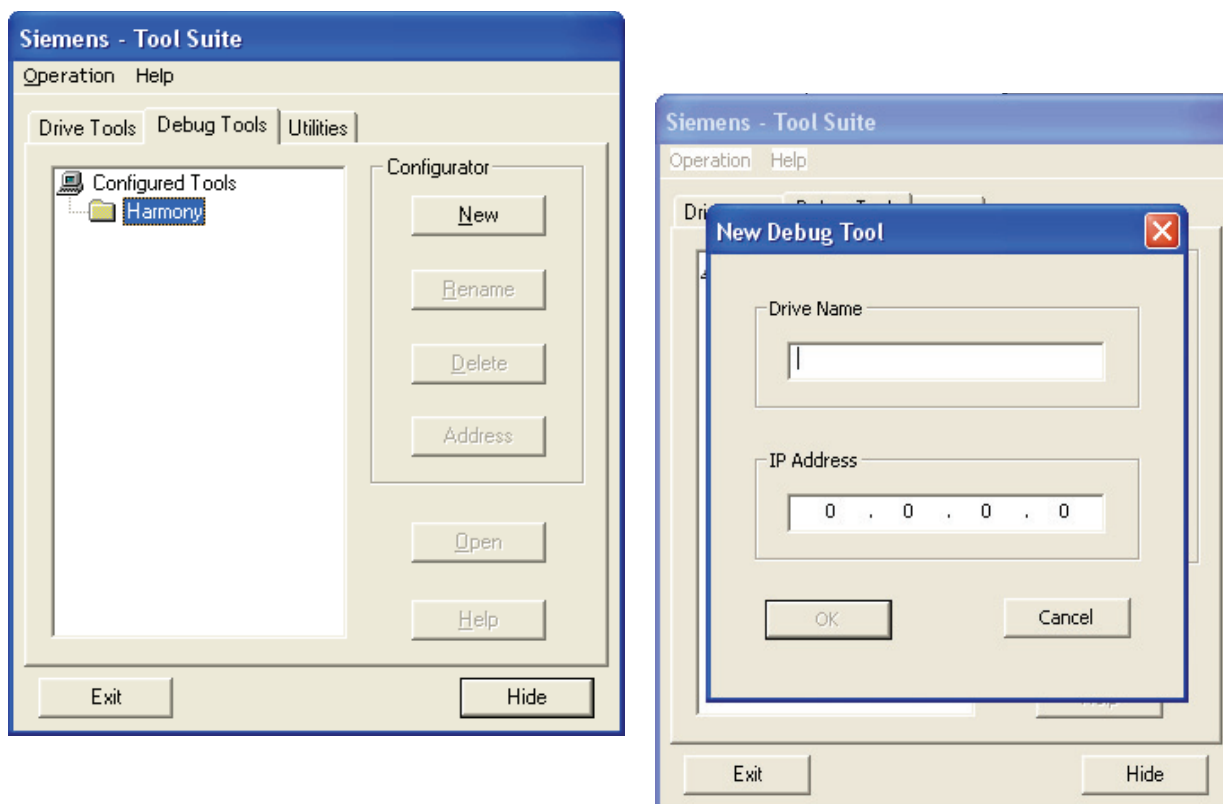 Siemens - Tool Suite
Operation Help
Drive Tools Debug Tools Utilities
Configured Tools
Harmony
Configurator
New
Rename
Delete
Address
Open
Help
Exit Hide
Siemens - Tool Suite
Operation Help
New Debug Tool
Drive Name
IP Address
0 . 0 . 0 . 0
OK Cancel
Exit Hide